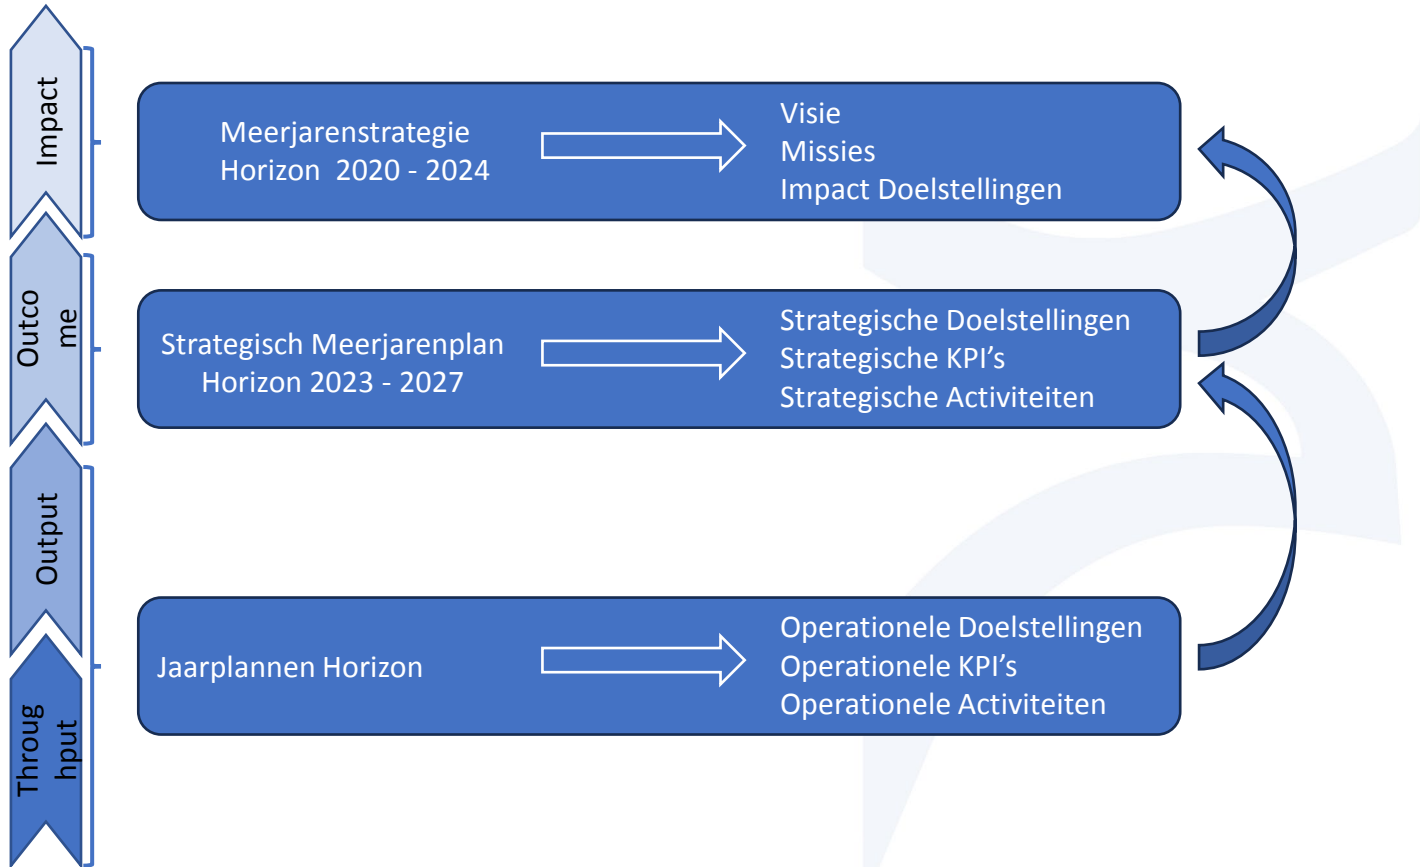 Impact
Meerjarenstrategie
Horizon 2020 - 2024
Visie
Missies
Impact Doelstellingen
Outco
me
Strategisch Meerjarenplan
Horizon 2023 - 2027
Strategische Doelstellingen
Strategische KPI's
Strategische Activiteiten
Output
Throug
hput
Jaarplannen Horizon
Operationele Doelstellingen
Operationele KPI's
Operationele Activiteiten